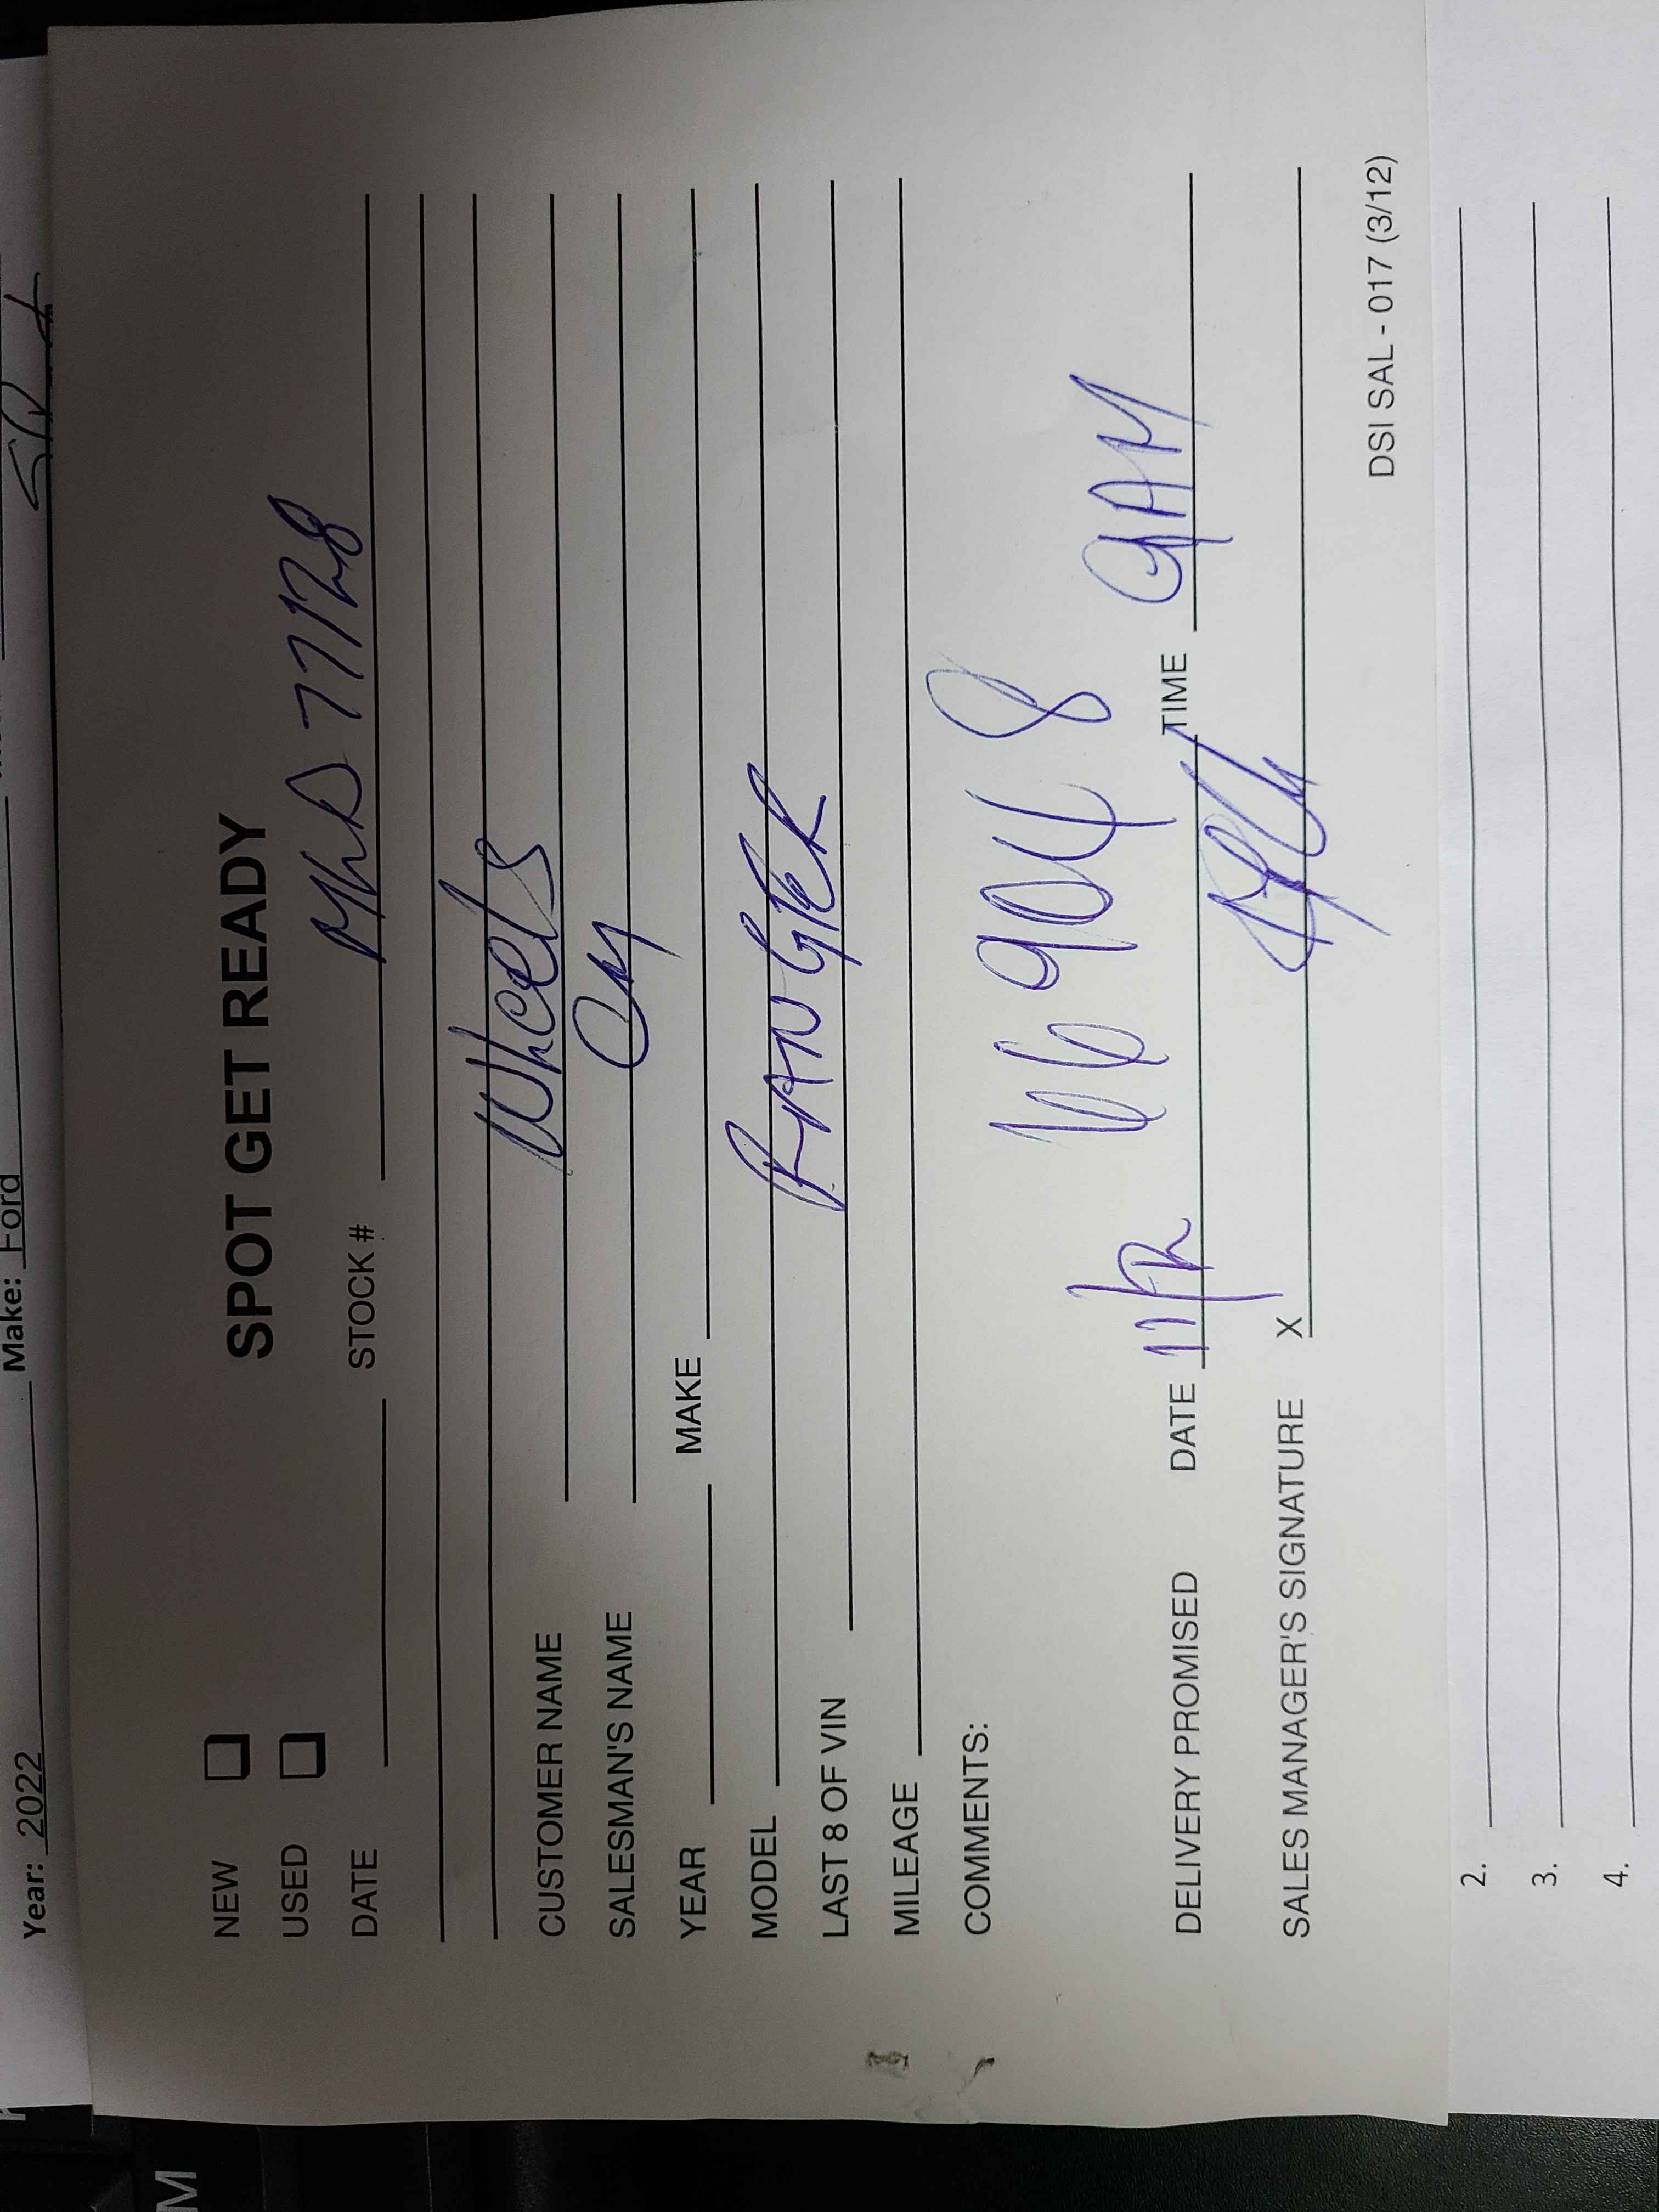 Year: 2022 Make: Ford
SPOT GET READY
NEW
USED
DATE STOCK # 77128
Wheels
CUSTOMER NAME
SALESMAN'S NAME
YEAR MAKE
MODEL RANGER
LAST 8 OF VIN
MILEAGE
COMMENTS:
DELIVERY PROMISED DATE 11/2 TIME 9AM
SALES MANAGER'S SIGNATURE X
DSI SAL - 017 (3/12)
2.
3.
4.
M